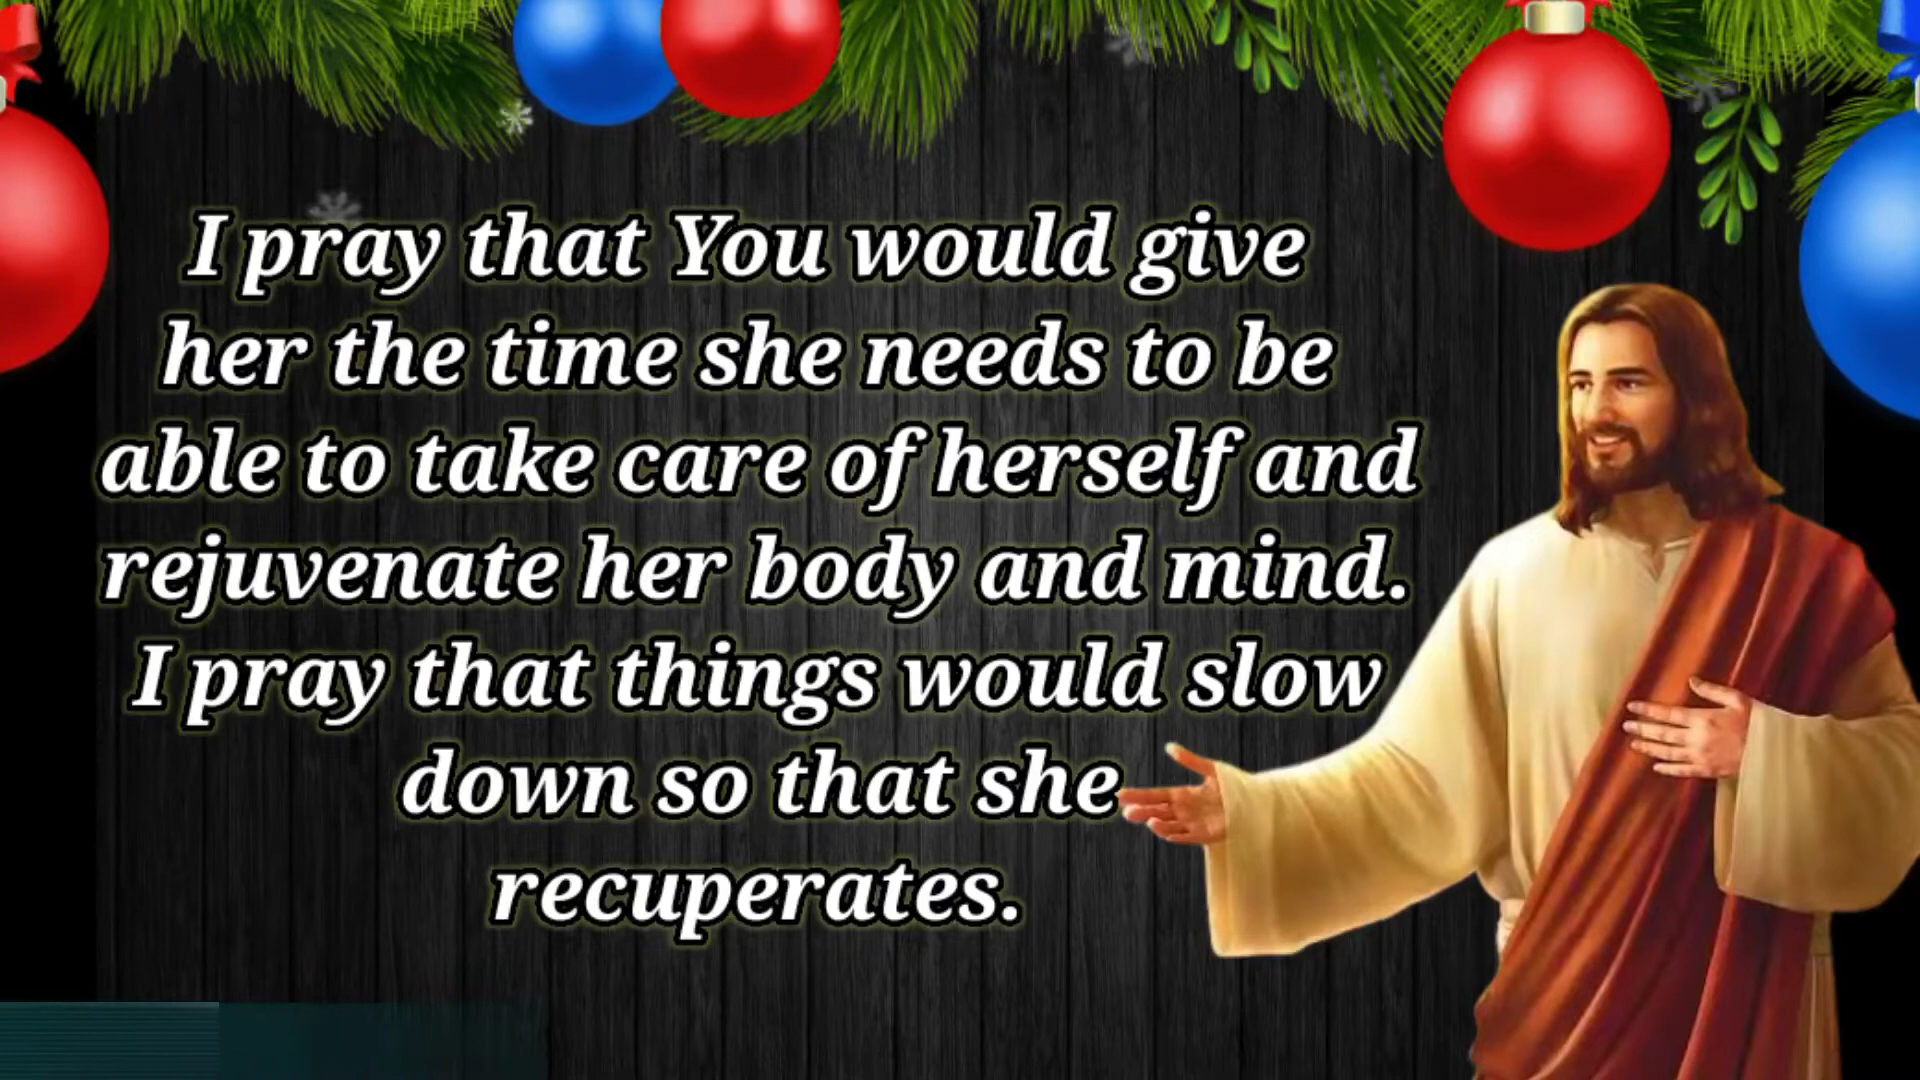 I pray that You would give
her the time she needs to be
able to take care of herself and
rejuvenate her body and mind.
I pray that things would slow
down so that she
recuperates.